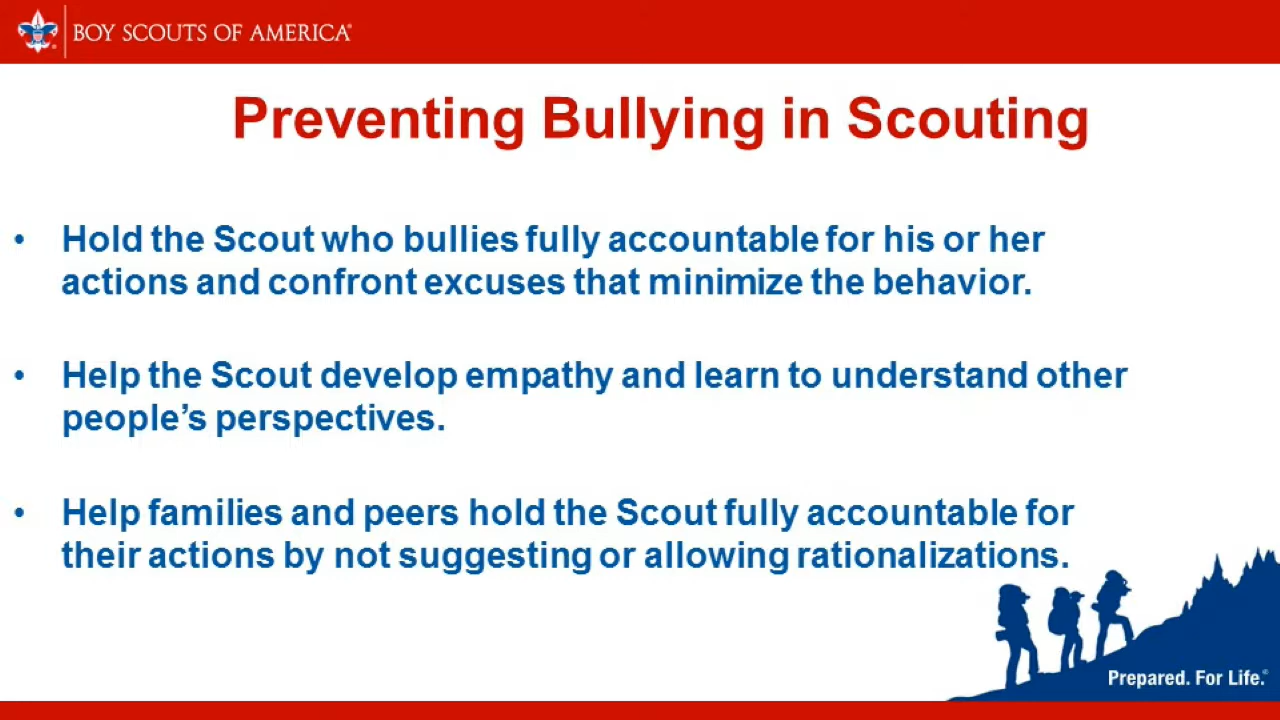 BOY SCOUTS OF AMERICA®
Preventing Bullying in Scouting
• Hold the Scout who bullies fully accountable for his or her
actions and confront excuses that minimize the behavior.
• Help the Scout develop empathy and learn to understand other
people’s perspectives.
• Help families and peers hold the Scout fully accountable for
their actions by not suggesting or allowing rationalizations.
Prepared. For Life.®